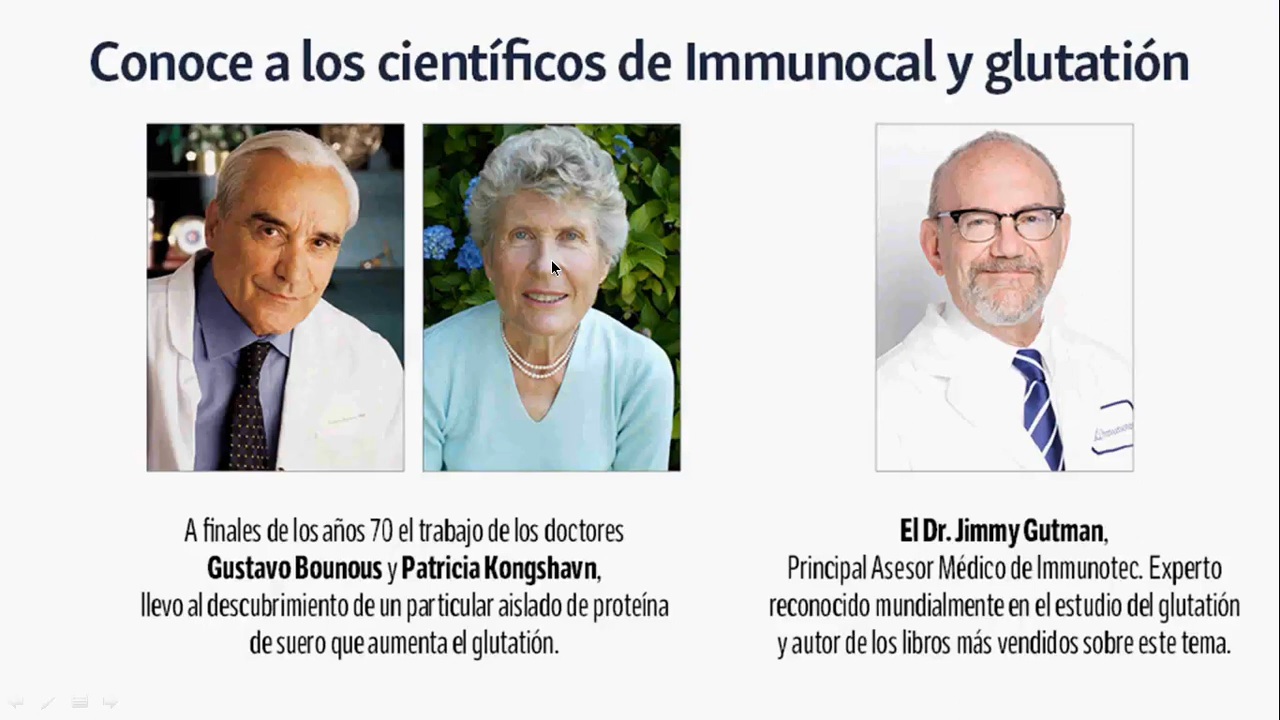 Conoce a los científicos de Immunocal y glutatión
A finales de los años 70 el trabajo de los doctores
Gustavo Bounous y Patricia Kongshavn,
llevo al descubrimiento de un particular aislado de proteína
de suero que aumenta el glutatión.
El Dr. Jimmy Gutman,
Principal Asesor Médico de Immunotec. Experto
reconocido mundialmente en el estudio del glutatión
y autor de los libros más vendidos sobre este tema.